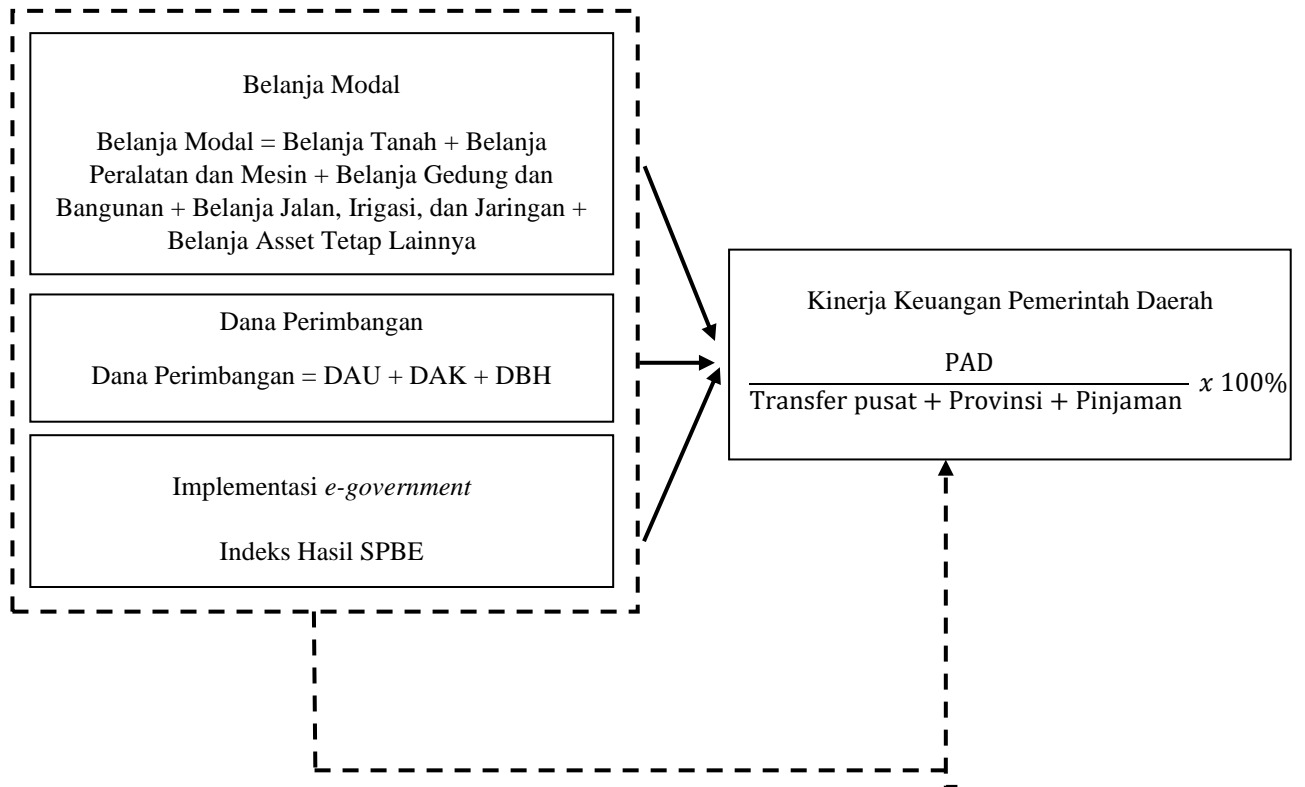 Belanja Modal
Belanja Modal = Belanja Tanah + Belanja
Peralatan dan Mesin + Belanja Gedung dan
Bangunan + Belanja Jalan, Irigasi, dan Jaringan +
Belanja Asset Tetap Lainnya
Dana Perimbangan
Dana Perimbangan = DAU + DAK + DBH
Implementasi e-government
Indeks Hasil SPBE
Kinerja Keuangan Pemerintah Daerah
PAD
Transfer pusat + Provinsi + Pinjaman x 100%